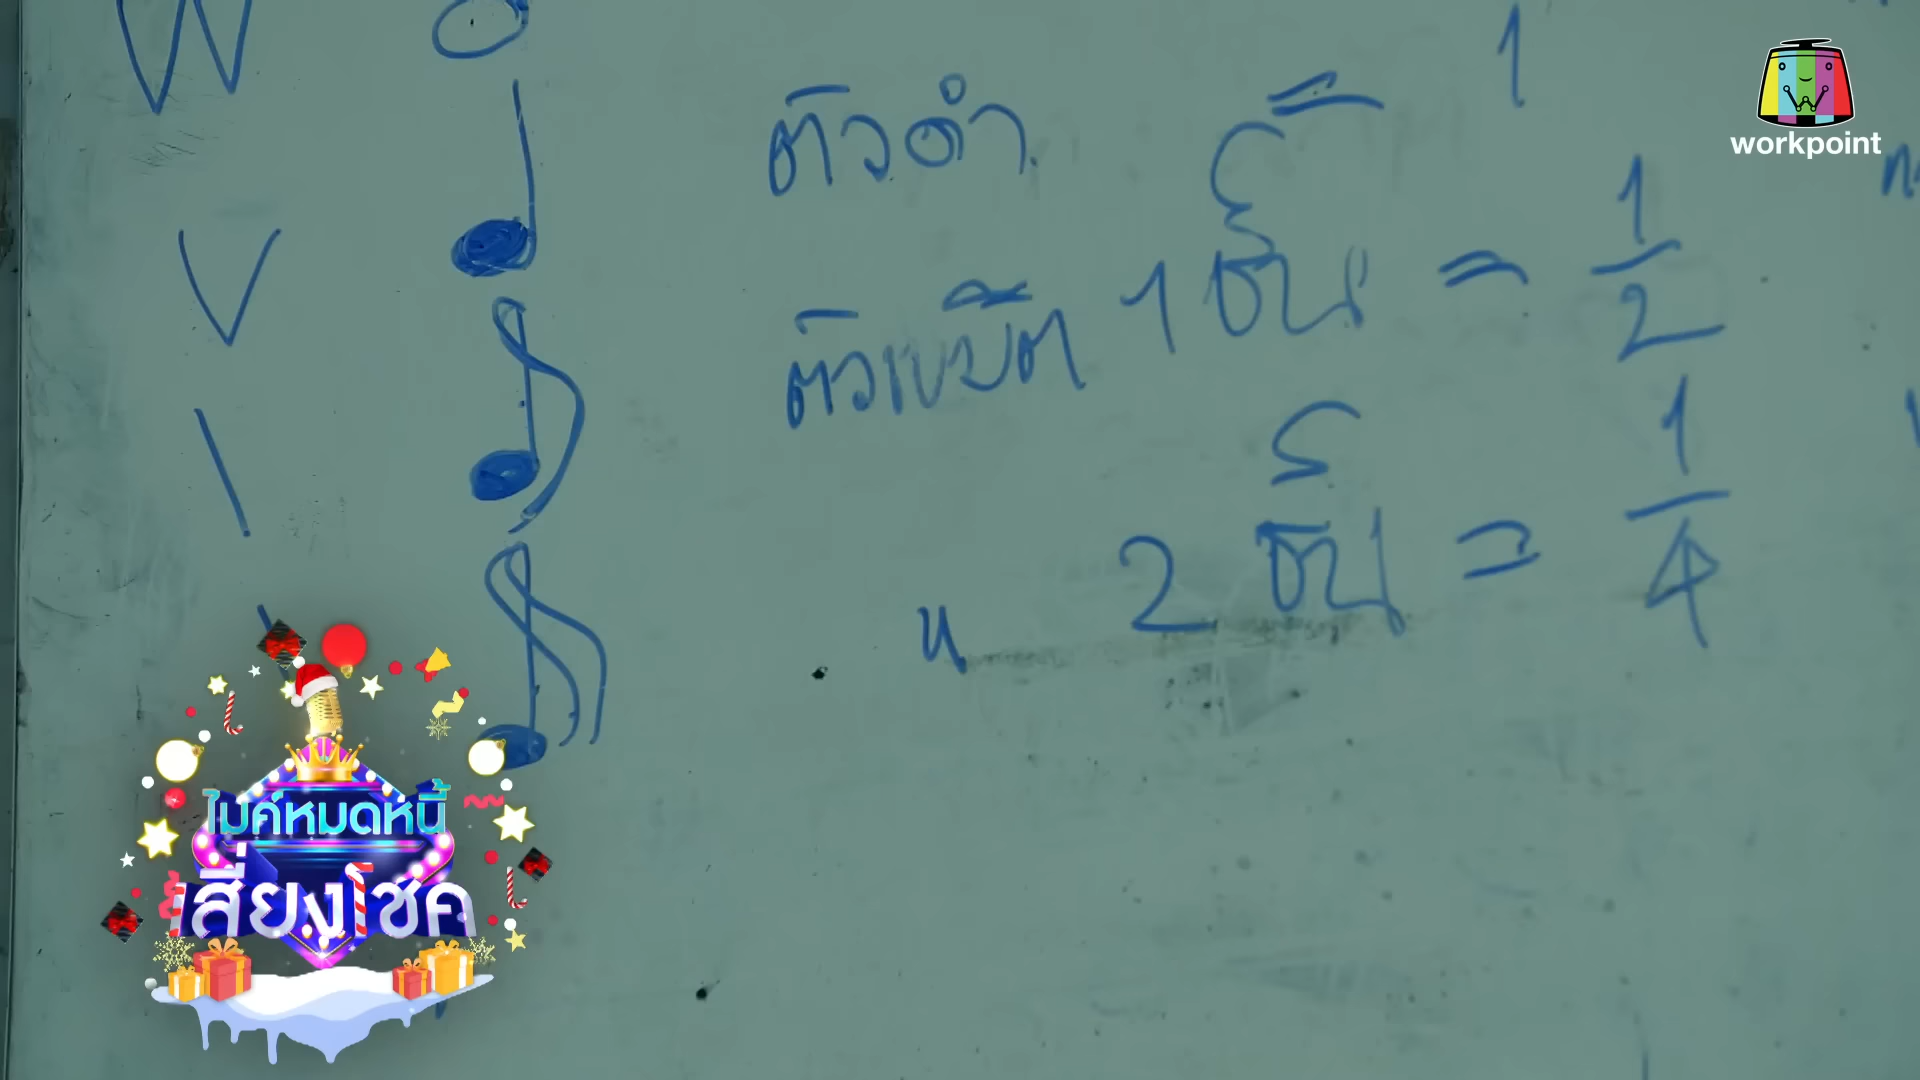 workpoint
ตัวดำ = 1
ตัวเขบ็ต 1 ชั้น = 1/2
2 ชั้น = 1/4
ไมค์หมดหนี้
เสี่ยงโชค